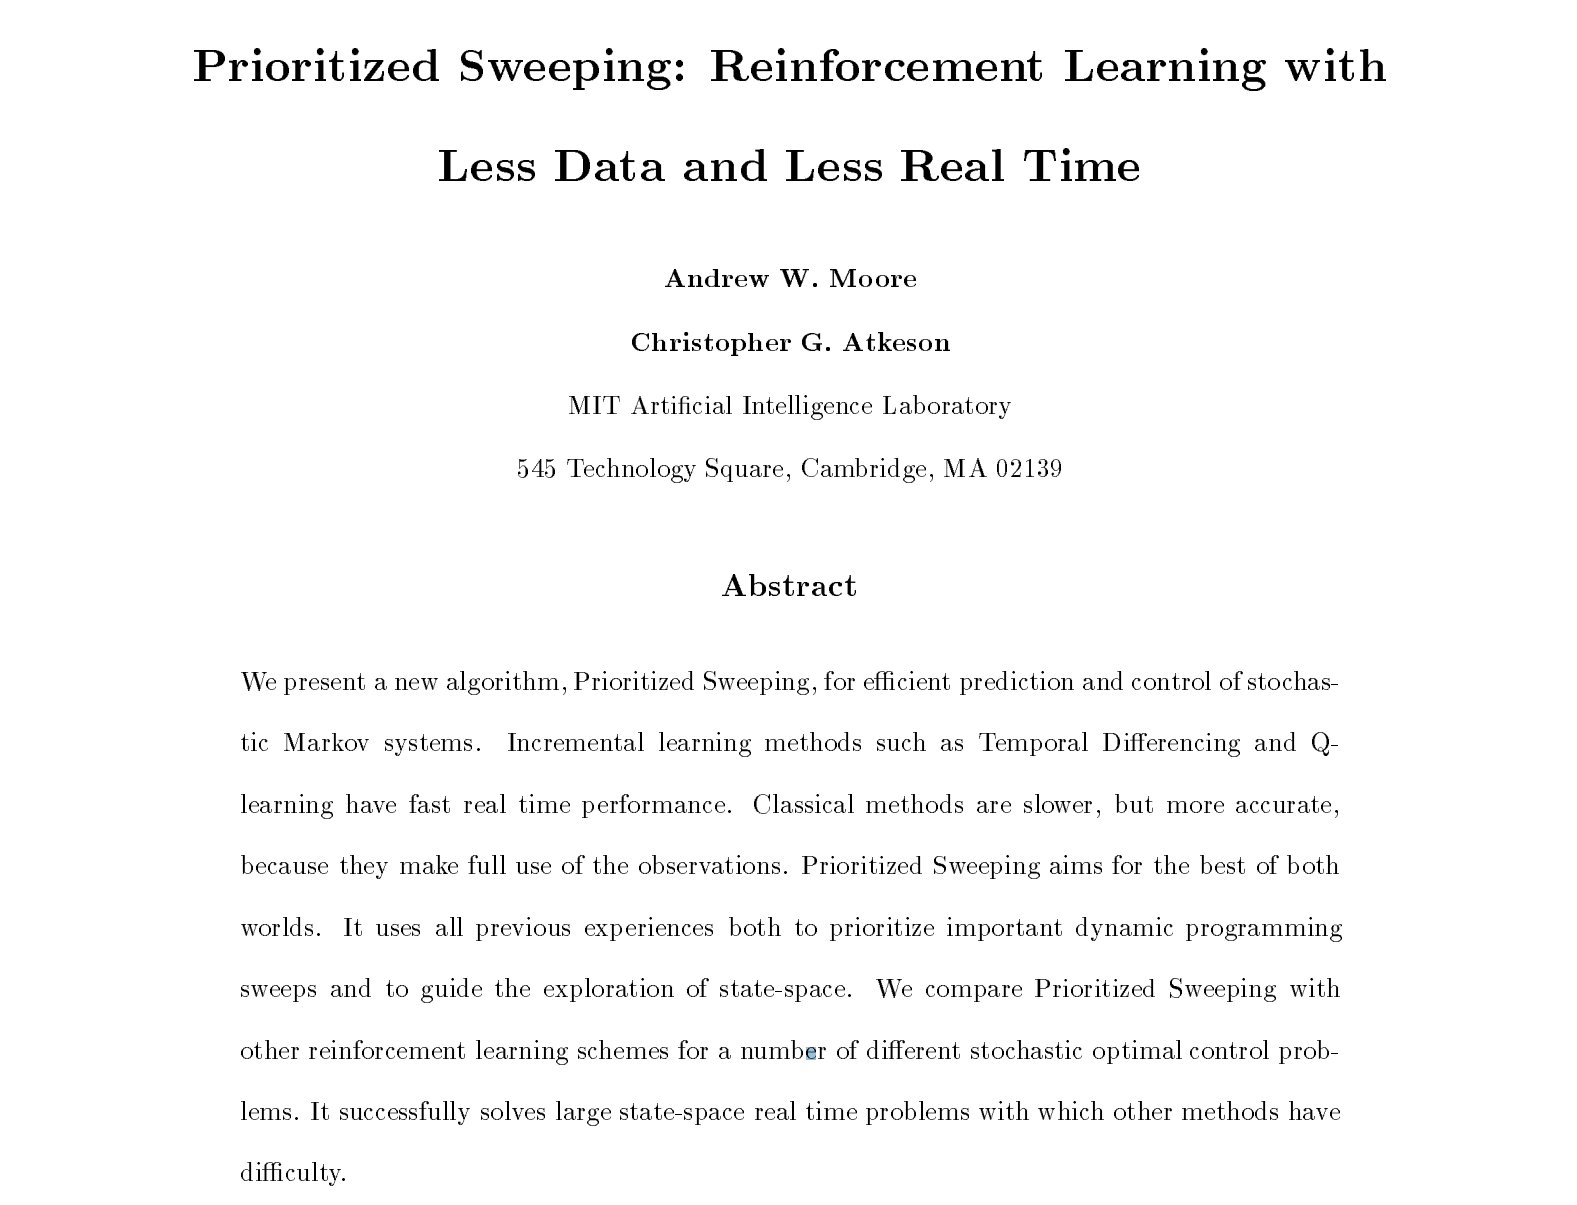 Prioritized Sweeping: Reinforcement Learning with
Less Data and Less Real Time
Andrew W. Moore
Christopher G. Atkeson
MIT Artificial Intelligence Laboratory
545 Technology Square, Cambridge, MA 02139
Abstract
We present a new algorithm, Prioritized Sweeping, for efficient prediction and control of stochas-
tic Markov systems. Incremental learning methods such as Temporal Differencing and Q-
learning have fast real time performance. Classical methods are slower, but more accurate,
because they make full use of the observations. Prioritized Sweeping aims for the best of both
worlds. It uses all previous experiences both to prioritize important dynamic programming
sweeps and to guide the exploration of state-space. We compare Prioritized Sweeping with
other reinforcement learning schemes for a number of different stochastic optimal control prob-
lems. It successfully solves large state-space real time problems with which other methods have
difficulty.